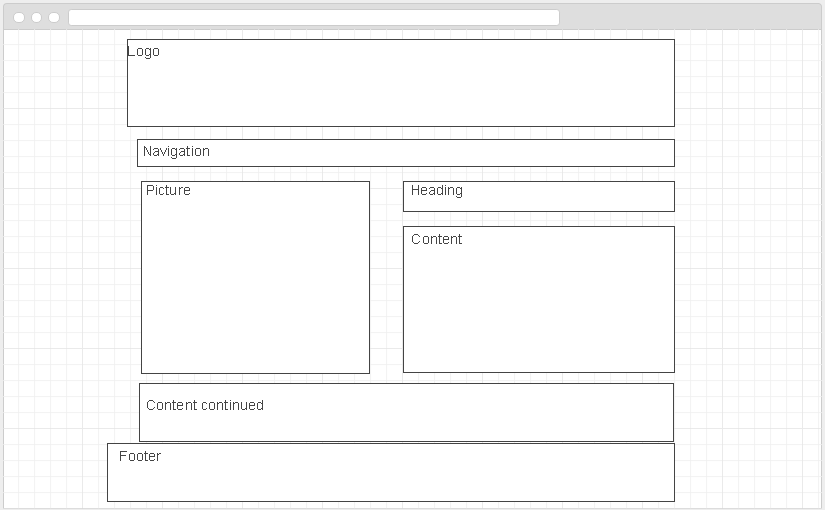 Logo
Navigation
Picture
Heading
Content
Content continued
Footer